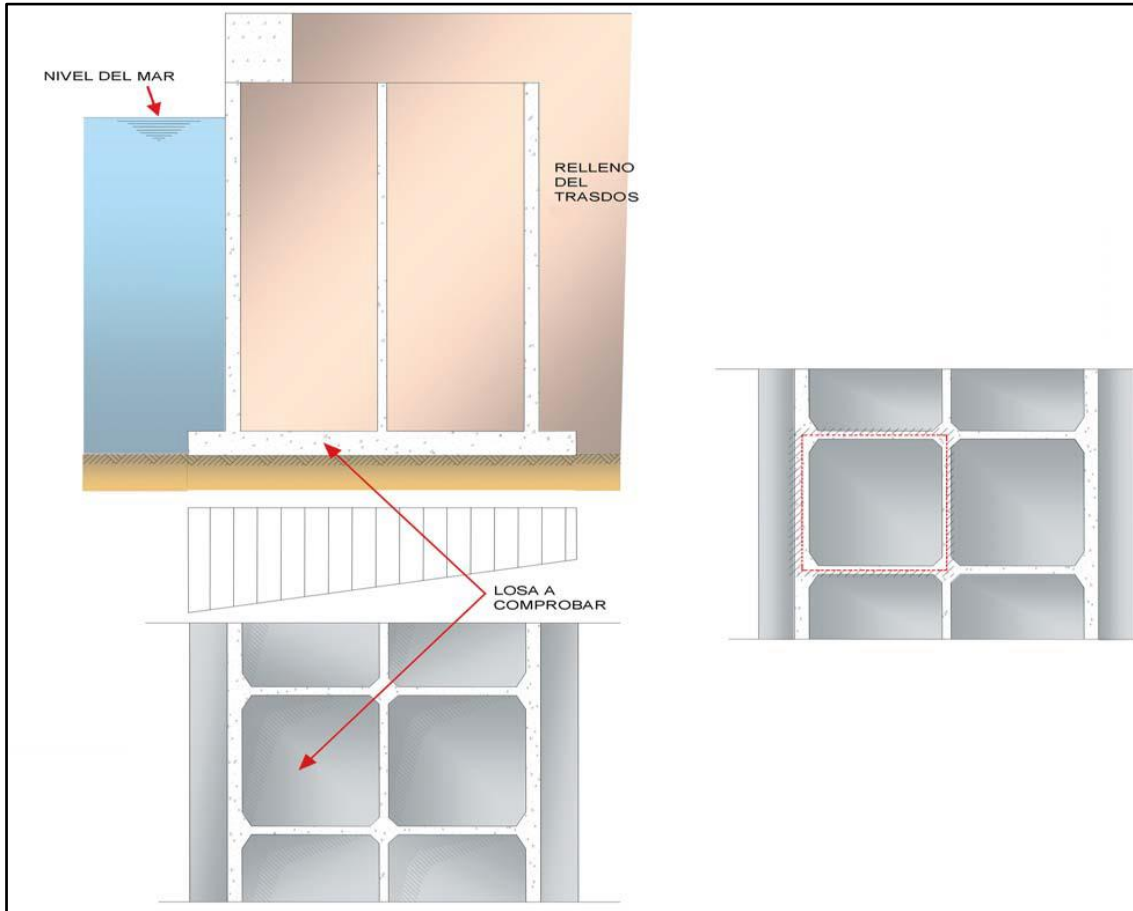 NIVEL DEL MAR
RELLENO
DEL
TRASDOS
LOSA A
COMPROBAR